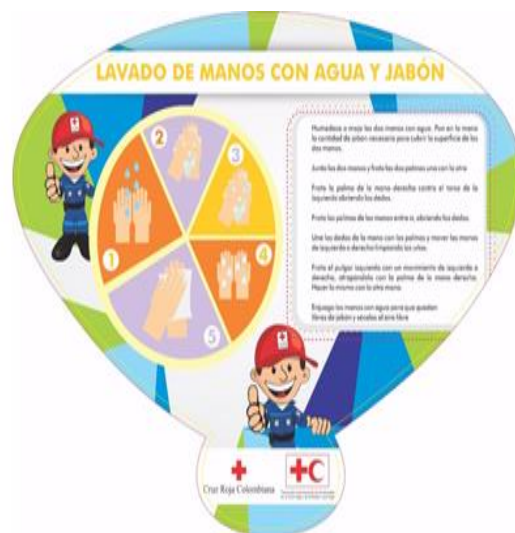 LAVADO DE MANOS CON AGUA Y JABÓN
1
2
3
4
5
Humedece o moja las dos manos con agua. Pon en la mano
la cantidad de jabón necesaria para cubrir la superficie de las
dos manos.
Junta las dos manos y frota las dos palmas una con la otra
Frota la palma de la mano derecha contra el torso de la
izquierda abriendo los dedos.
Frota las palmas de las manos entre si, abriendo los dedos.
Une los dedos de la mano con las palmas y mover las manos
de izquierda a derecha limpiando las uñas.
Frota el pulgar izquierdo con un movimiento de izquierda a
derecha, atrapándolo con la palma de la mano derecha.
Hacer lo mismo con la otra mano.
Enjuaga las manos con agua para que queden
libres de jabón y sécalas al aire libre
Cruz Roja Colombiana